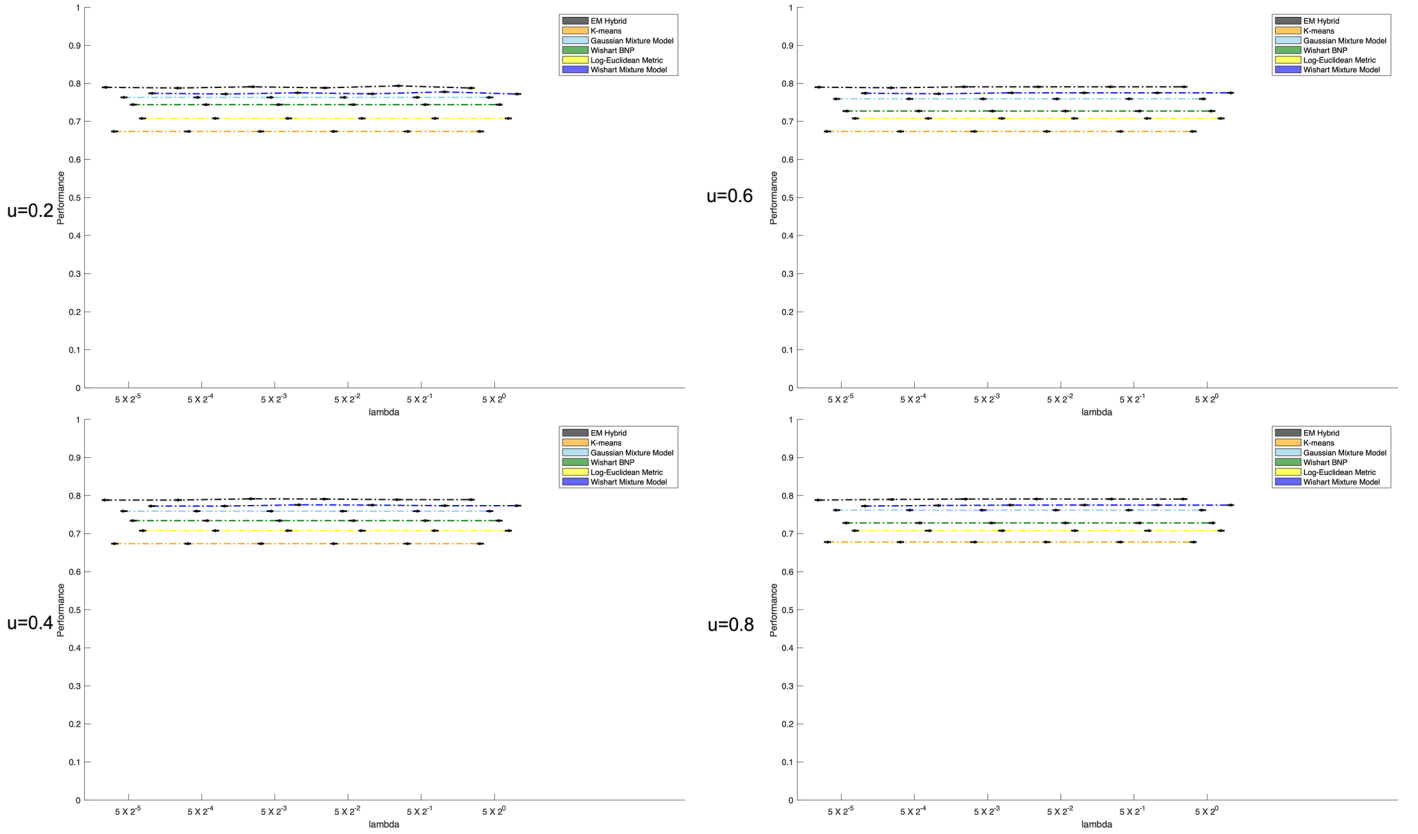 u=0.2
Performance
1
0.9
0.8
0.7
0.6
0.5
0.4
0.3
0.2
0.1
0
5 X 2⁻⁵ 5 X 2⁻⁴ 5 X 2⁻³ 5 X 2⁻² 5 X 2⁻¹ 5 X 2⁰
lambda
EM Hybrid
K-means
Gaussian Mixture Model
Wishart BNP
Log-Euclidean Metric
Wishart Mixture Model
u=0.6
Performance
1
0.9
0.8
0.7
0.6
0.5
0.4
0.3
0.2
0.1
0
5 X 2⁻⁵ 5 X 2⁻⁴ 5 X 2⁻³ 5 X 2⁻² 5 X 2⁻¹ 5 X 2⁰
lambda
EM Hybrid
K-means
Gaussian Mixture Model
Wishart BNP
Log-Euclidean Metric
Wishart Mixture Model
u=0.4
Performance
1
0.9
0.8
0.7
0.6
0.5
0.4
0.3
0.2
0.1
0
5 X 2⁻⁵ 5 X 2⁻⁴ 5 X 2⁻³ 5 X 2⁻² 5 X 2⁻¹ 5 X 2⁰
lambda
EM Hybrid
K-means
Gaussian Mixture Model
Wishart BNP
Log-Euclidean Metric
Wishart Mixture Model
u=0.8
Performance
1
0.9
0.8
0.7
0.6
0.5
0.4
0.3
0.2
0.1
0
5 X 2⁻⁵ 5 X 2⁻⁴ 5 X 2⁻³ 5 X 2⁻² 5 X 2⁻¹ 5 X 2⁰
lambda
EM Hybrid
K-means
Gaussian Mixture Model
Wishart BNP
Log-Euclidean Metric
Wishart Mixture Model